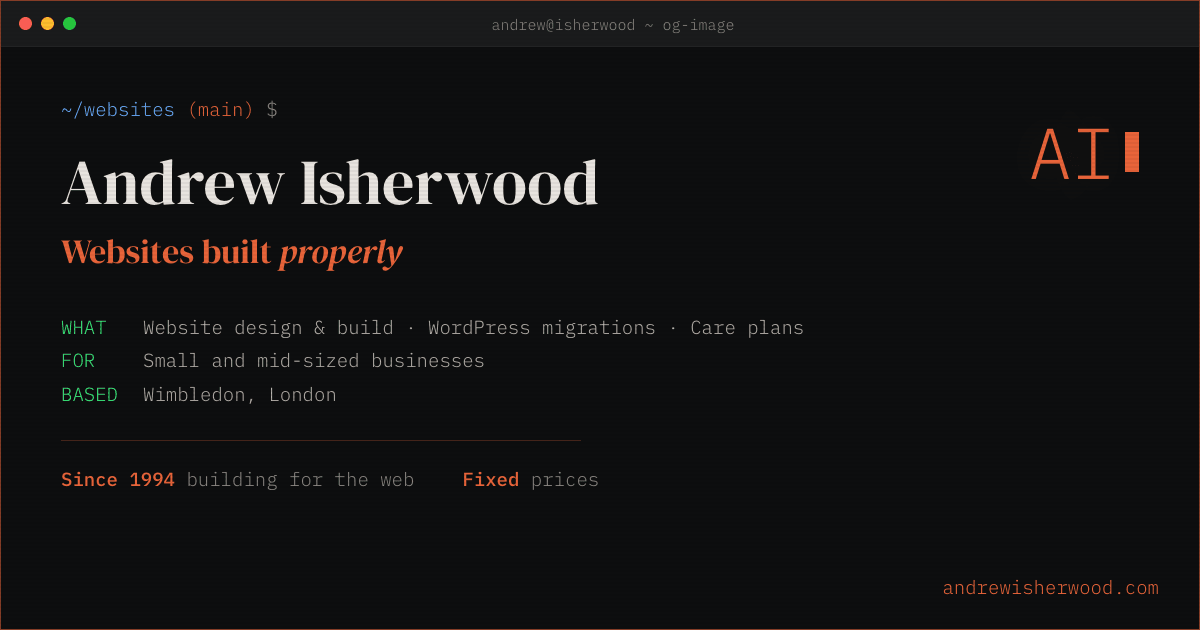 andrew@isherwood ~ og-image
~/websites (main) $
AI
Andrew Isherwood
Websites built properly
WHAT Website design & build · WordPress migrations · Care plans
FOR Small and mid-sized businesses
BASED Wimbledon, London
Since 1994 building for the web Fixed prices
andrewisherwood.com